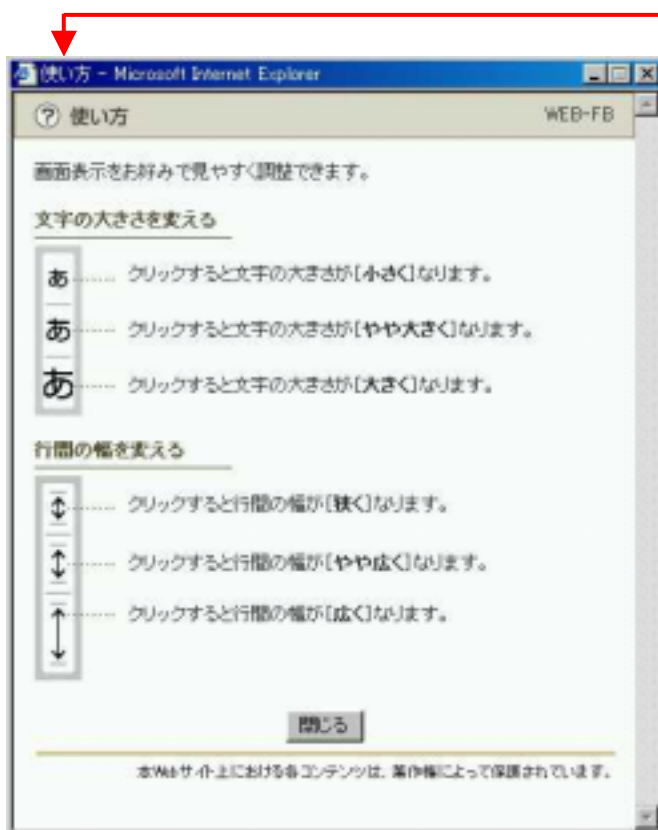 使い方 - Microsoft Internet Explorer
? 使い方 WEB-FB
画面表示をお好みで見やすく調整できます。
文字の大きさを変える
あ クリックすると文字の大きさが[小さく]なります。
あ クリックすると文字の大きさが[やや大きく]なります。
あ クリックすると文字の大きさが[大きく]なります。
行間の幅を変える
クリックすると行間の幅が[狭く]なります。
クリックすると行間の幅が[やや広く]なります。
クリックすると行間の幅が[広く]なります。
閉じる
本Webサイト上における各コンテンツは、著作権によって保護されています。